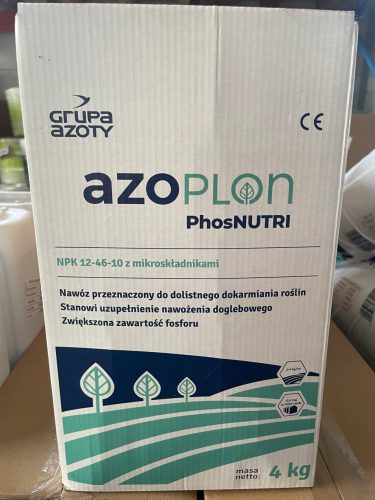 GRUPA
AZOTY
CE
AZOPLON
PhosNUTRI
NPK 12-46-10 z mikroskładnikami
Nawóz przeznaczony do dolistnego dokarmiania roślin
Stanowi uzupełnienie nawożenia doglebowego
Zwiększona zawartość fosforu
masa
netto: 4 kg